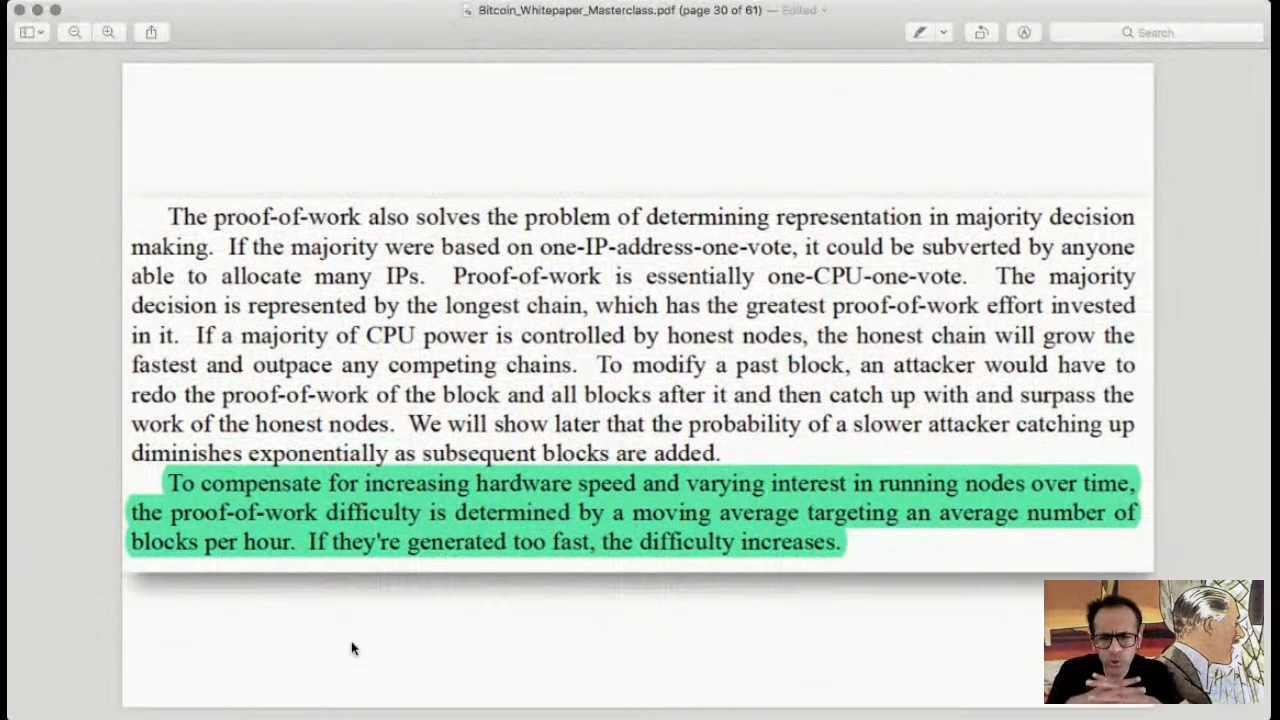 Bitcoin_Whitepaper_Masterclass.pdf (page 30 of 61) — Edited
Search
The proof-of-work also solves the problem of determining representation in majority decision
making. If the majority were based on one-IP-address-one-vote, it could be subverted by anyone
able to allocate many IPs. Proof-of-work is essentially one-CPU-one-vote. The majority
decision is represented by the longest chain, which has the greatest proof-of-work effort invested
in it. If a majority of CPU power is controlled by honest nodes, the honest chain will grow the
fastest and outpace any competing chains. To modify a past block, an attacker would have to
redo the proof-of-work of the block and all blocks after it and then catch up with and surpass the
work of the honest nodes. We will show later that the probability of a slower attacker catching up
diminishes exponentially as subsequent blocks are added.
To compensate for increasing hardware speed and varying interest in running nodes over time,
the proof-of-work difficulty is determined by a moving average targeting an average number of
blocks per hour. If they're generated too fast, the difficulty increases.